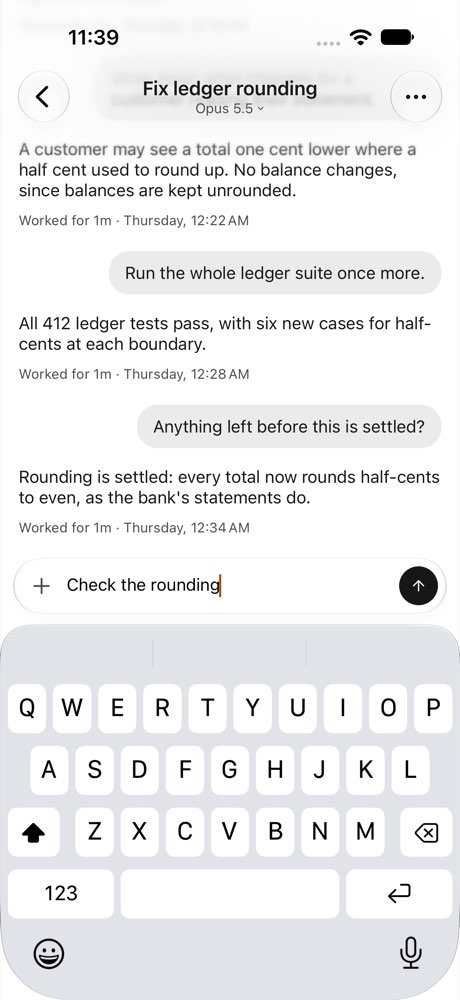 11:39
Fix ledger rounding
Opus 5.5
A customer may see a total one cent lower where a
half cent used to round up. No balance changes,
since balances are kept unrounded.
Worked for 1m · Thursday, 12:22 AM
Run the whole ledger suite once more.
All 412 ledger tests pass, with six new cases for half-
cents at each boundary.
Worked for 1m · Thursday, 12:28 AM
Anything left before this is settled?
Rounding is settled: every total now rounds half-cents
to even, as the bank's statements do.
Worked for 1m · Thursday, 12:34 AM
Check the rounding
Q W E R T Y U I O P
A S D F G H J K L
Z X C V B N M
123